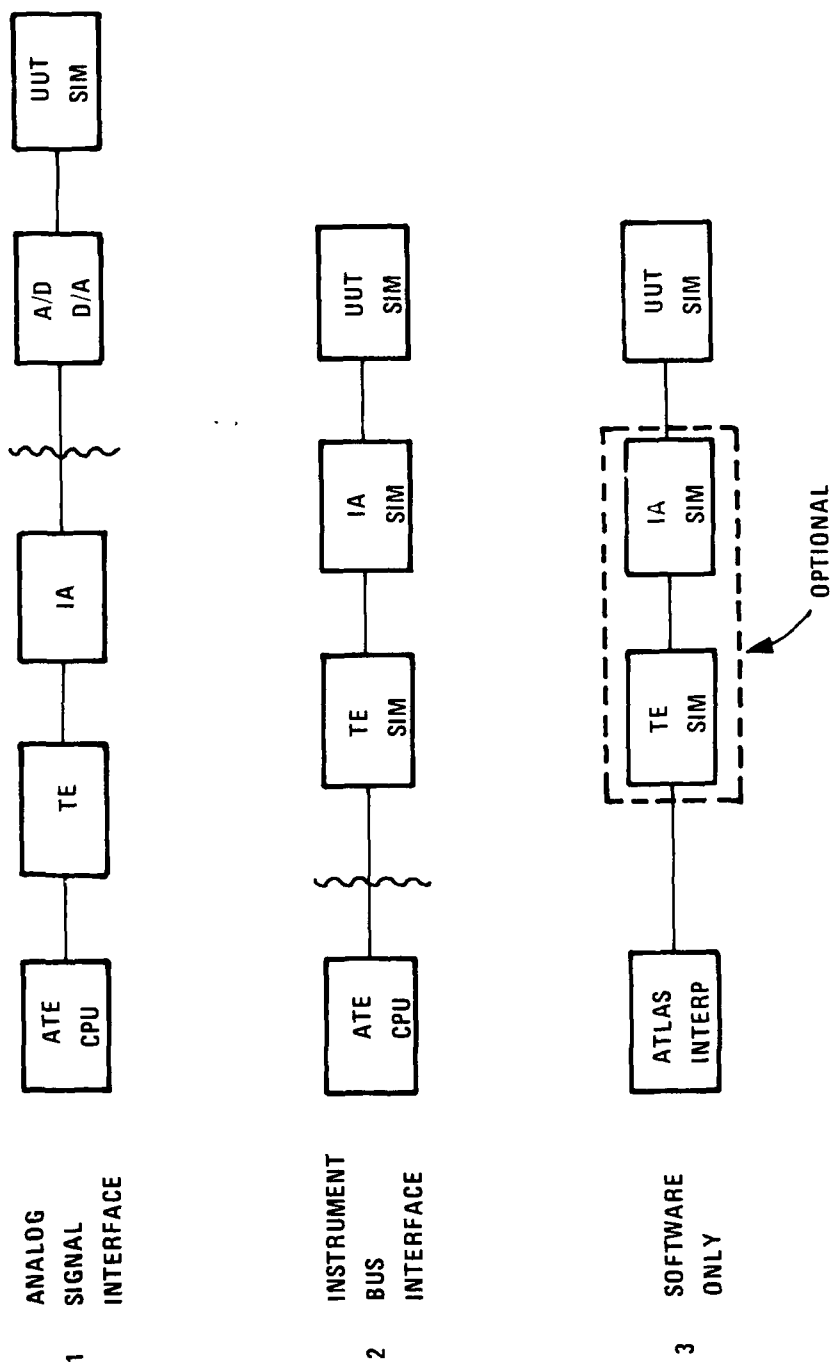 1
ANALOG
SIGNAL
INTERFACE
ATE
CPU
TE
IA
A/D
D/A
UUT
SIM
2
INSTRUMENT
BUS
INTERFACE
ATE
CPU
TE
SIM
IA
SIM
UUT
SIM
3
SOFTWARE
ONLY
ATLAS
INTERP
TE
SIM
IA
SIM
UUT
SIM
OPTIONAL